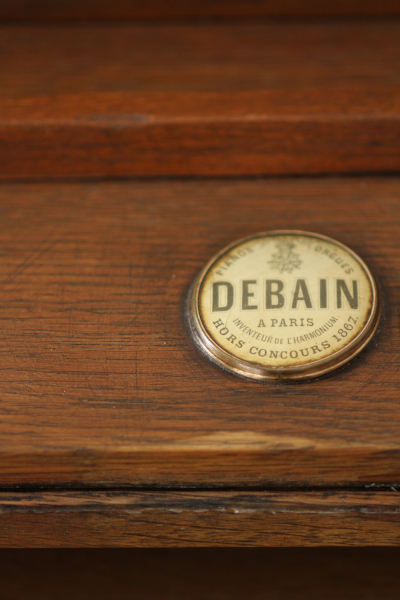 PIANOS ORGUES
DEBAIN
A PARIS
INVENTEUR DE L'HARMONIUM.
HORS CONCOURS 1867.